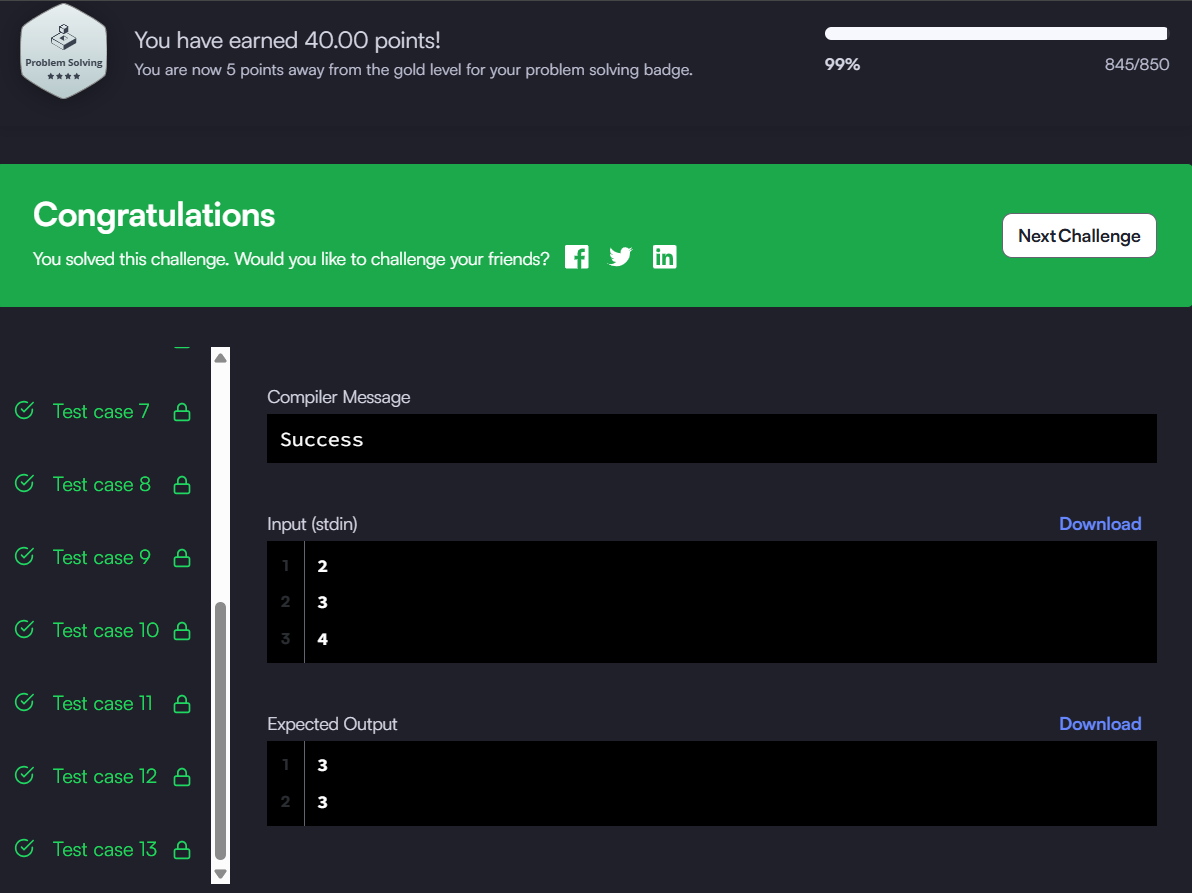 Problem Solving
★★★★
You have earned 40.00 points!
You are now 5 points away from the gold level for your problem solving badge.
99%
845/850
Congratulations
You solved this challenge. Would you like to challenge your friends?
Next Challenge
Test case 7
Test case 8
Test case 9
Test case 10
Test case 11
Test case 12
Test case 13
Compiler Message
Success
Input (stdin)
Download
1 2
2 3
3 4
Expected Output
Download
1 3
2 3